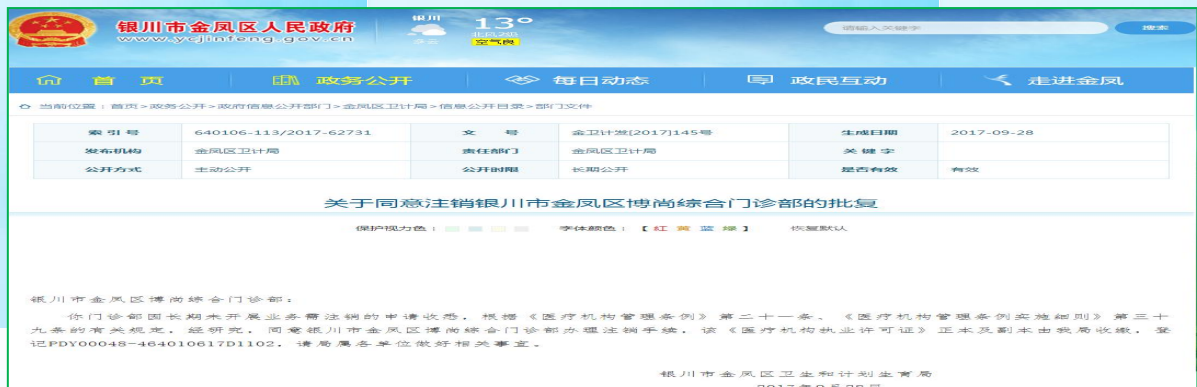 银川市金凤区人民政府
www.ycjinfeng.gov.cn
银川
13°
空气良
请输入关键字
搜索
首 页
政务公开
每日动态
政民互动
走进金凤
当前位置：首页>政务公开>政府信息公开部门>金凤区卫计局>信息公开目录>部门文件
索 引 号 640106-113/2017-62731 文 号 金卫计发[2017]145号 生成日期 2017-09-28
发布机构 金凤区卫计局 责任部门 金凤区卫计局 关 键 字
公开方式 主动公开 公开时限 长期公开 是否有效 有效
关于同意注销银川市金凤区博尚综合门诊部的批复
保护视力色： 字体颜色：【 红 黄 蓝 绿 】 恢复默认
银川市金凤区博尚综合门诊部：
你门诊部因长期未开展业务需注销的申请收悉，根据《医疗机构管理条例》第二十一条、《医疗机构管理条例实施细则》第三十
九条的有关规定，经研究，同意银川市金凤区博尚综合门诊部办理注销手续，该《医疗机构执业许可证》正本及副本由我局收缴，登
记PDY00048-464010617D1102，请局属各单位做好相关事宜。
银川市金凤区卫生和计划生育局
2017年9月28日